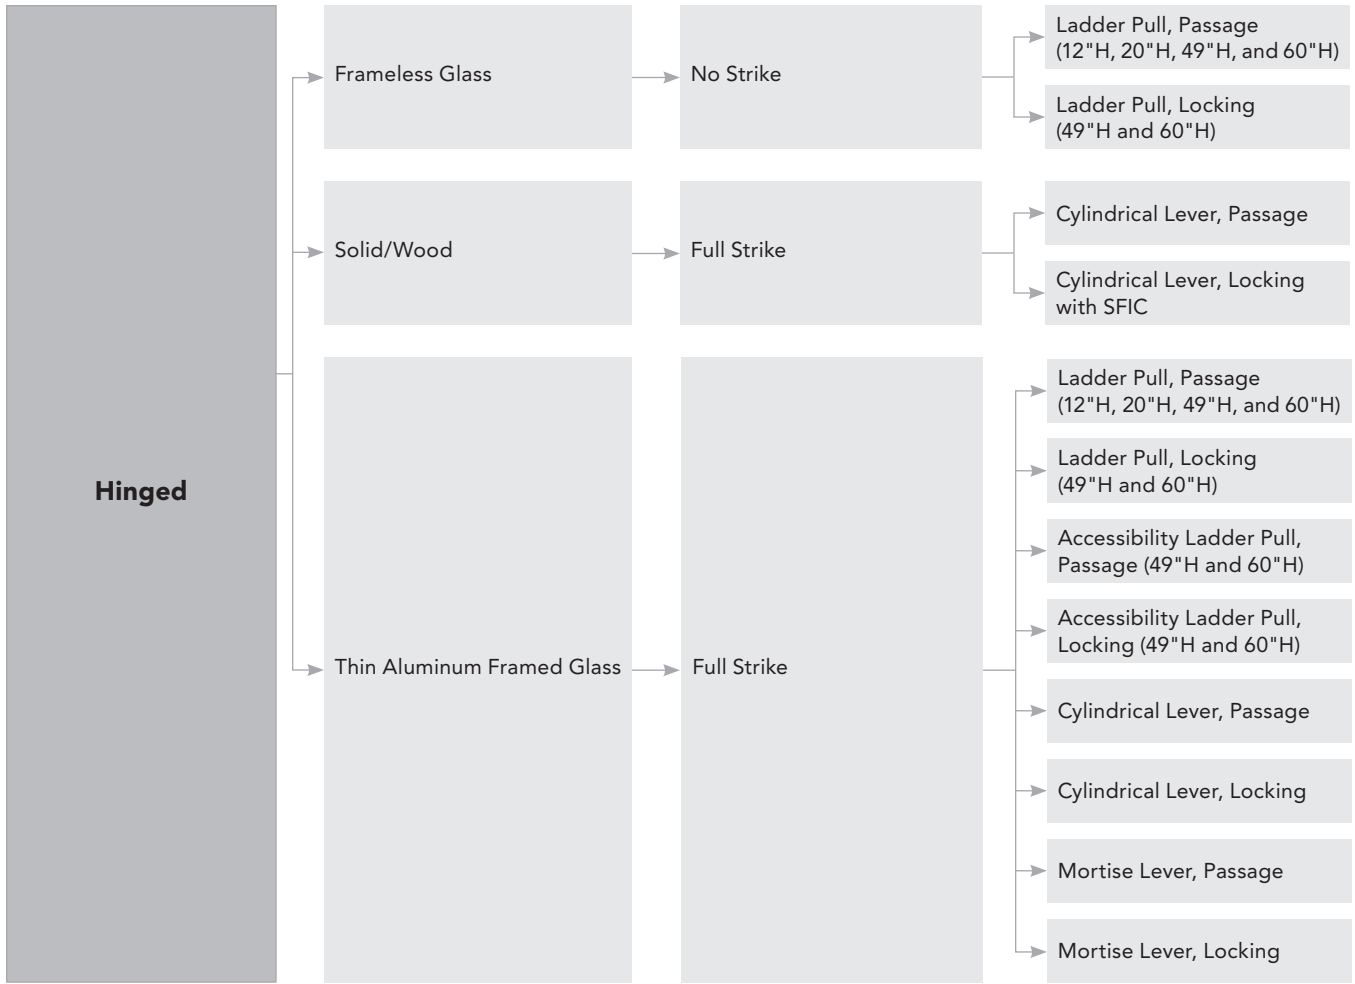 Hinged
Frameless Glass
No Strike
Ladder Pull, Passage
(12"H, 20"H, 49"H, and 60"H)
Ladder Pull, Locking
(49"H and 60"H)
Solid/Wood
Full Strike
Cylindrical Lever, Passage
Cylindrical Lever, Locking
with SFIC
Thin Aluminum Framed Glass
Full Strike
Ladder Pull, Passage
(12"H, 20"H, 49"H, and 60"H)
Ladder Pull, Locking
(49"H and 60"H)
Accessibility Ladder Pull,
Passage (49"H and 60"H)
Accessibility Ladder Pull,
Locking (49"H and 60"H)
Cylindrical Lever, Passage
Cylindrical Lever, Locking
Mortise Lever, Passage
Mortise Lever, Locking